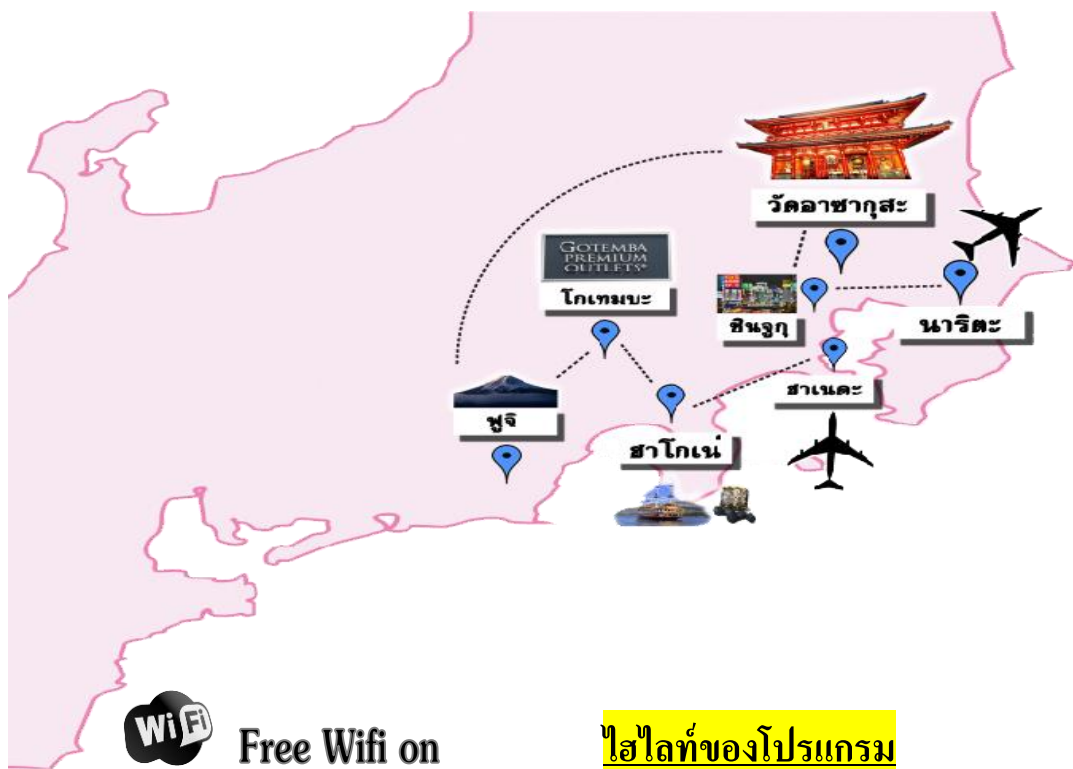 วัดอาซากุสะ
GOTEMBA
PREMIUM
OUTLETS®
โกเทมบะ
ชินจูกุ
นาริตะ
ฮาเนดะ
ฟูจิ
ฮาโกเน่
WiFi
Free Wifi on
ไฮไลท์ของโปรแกรม